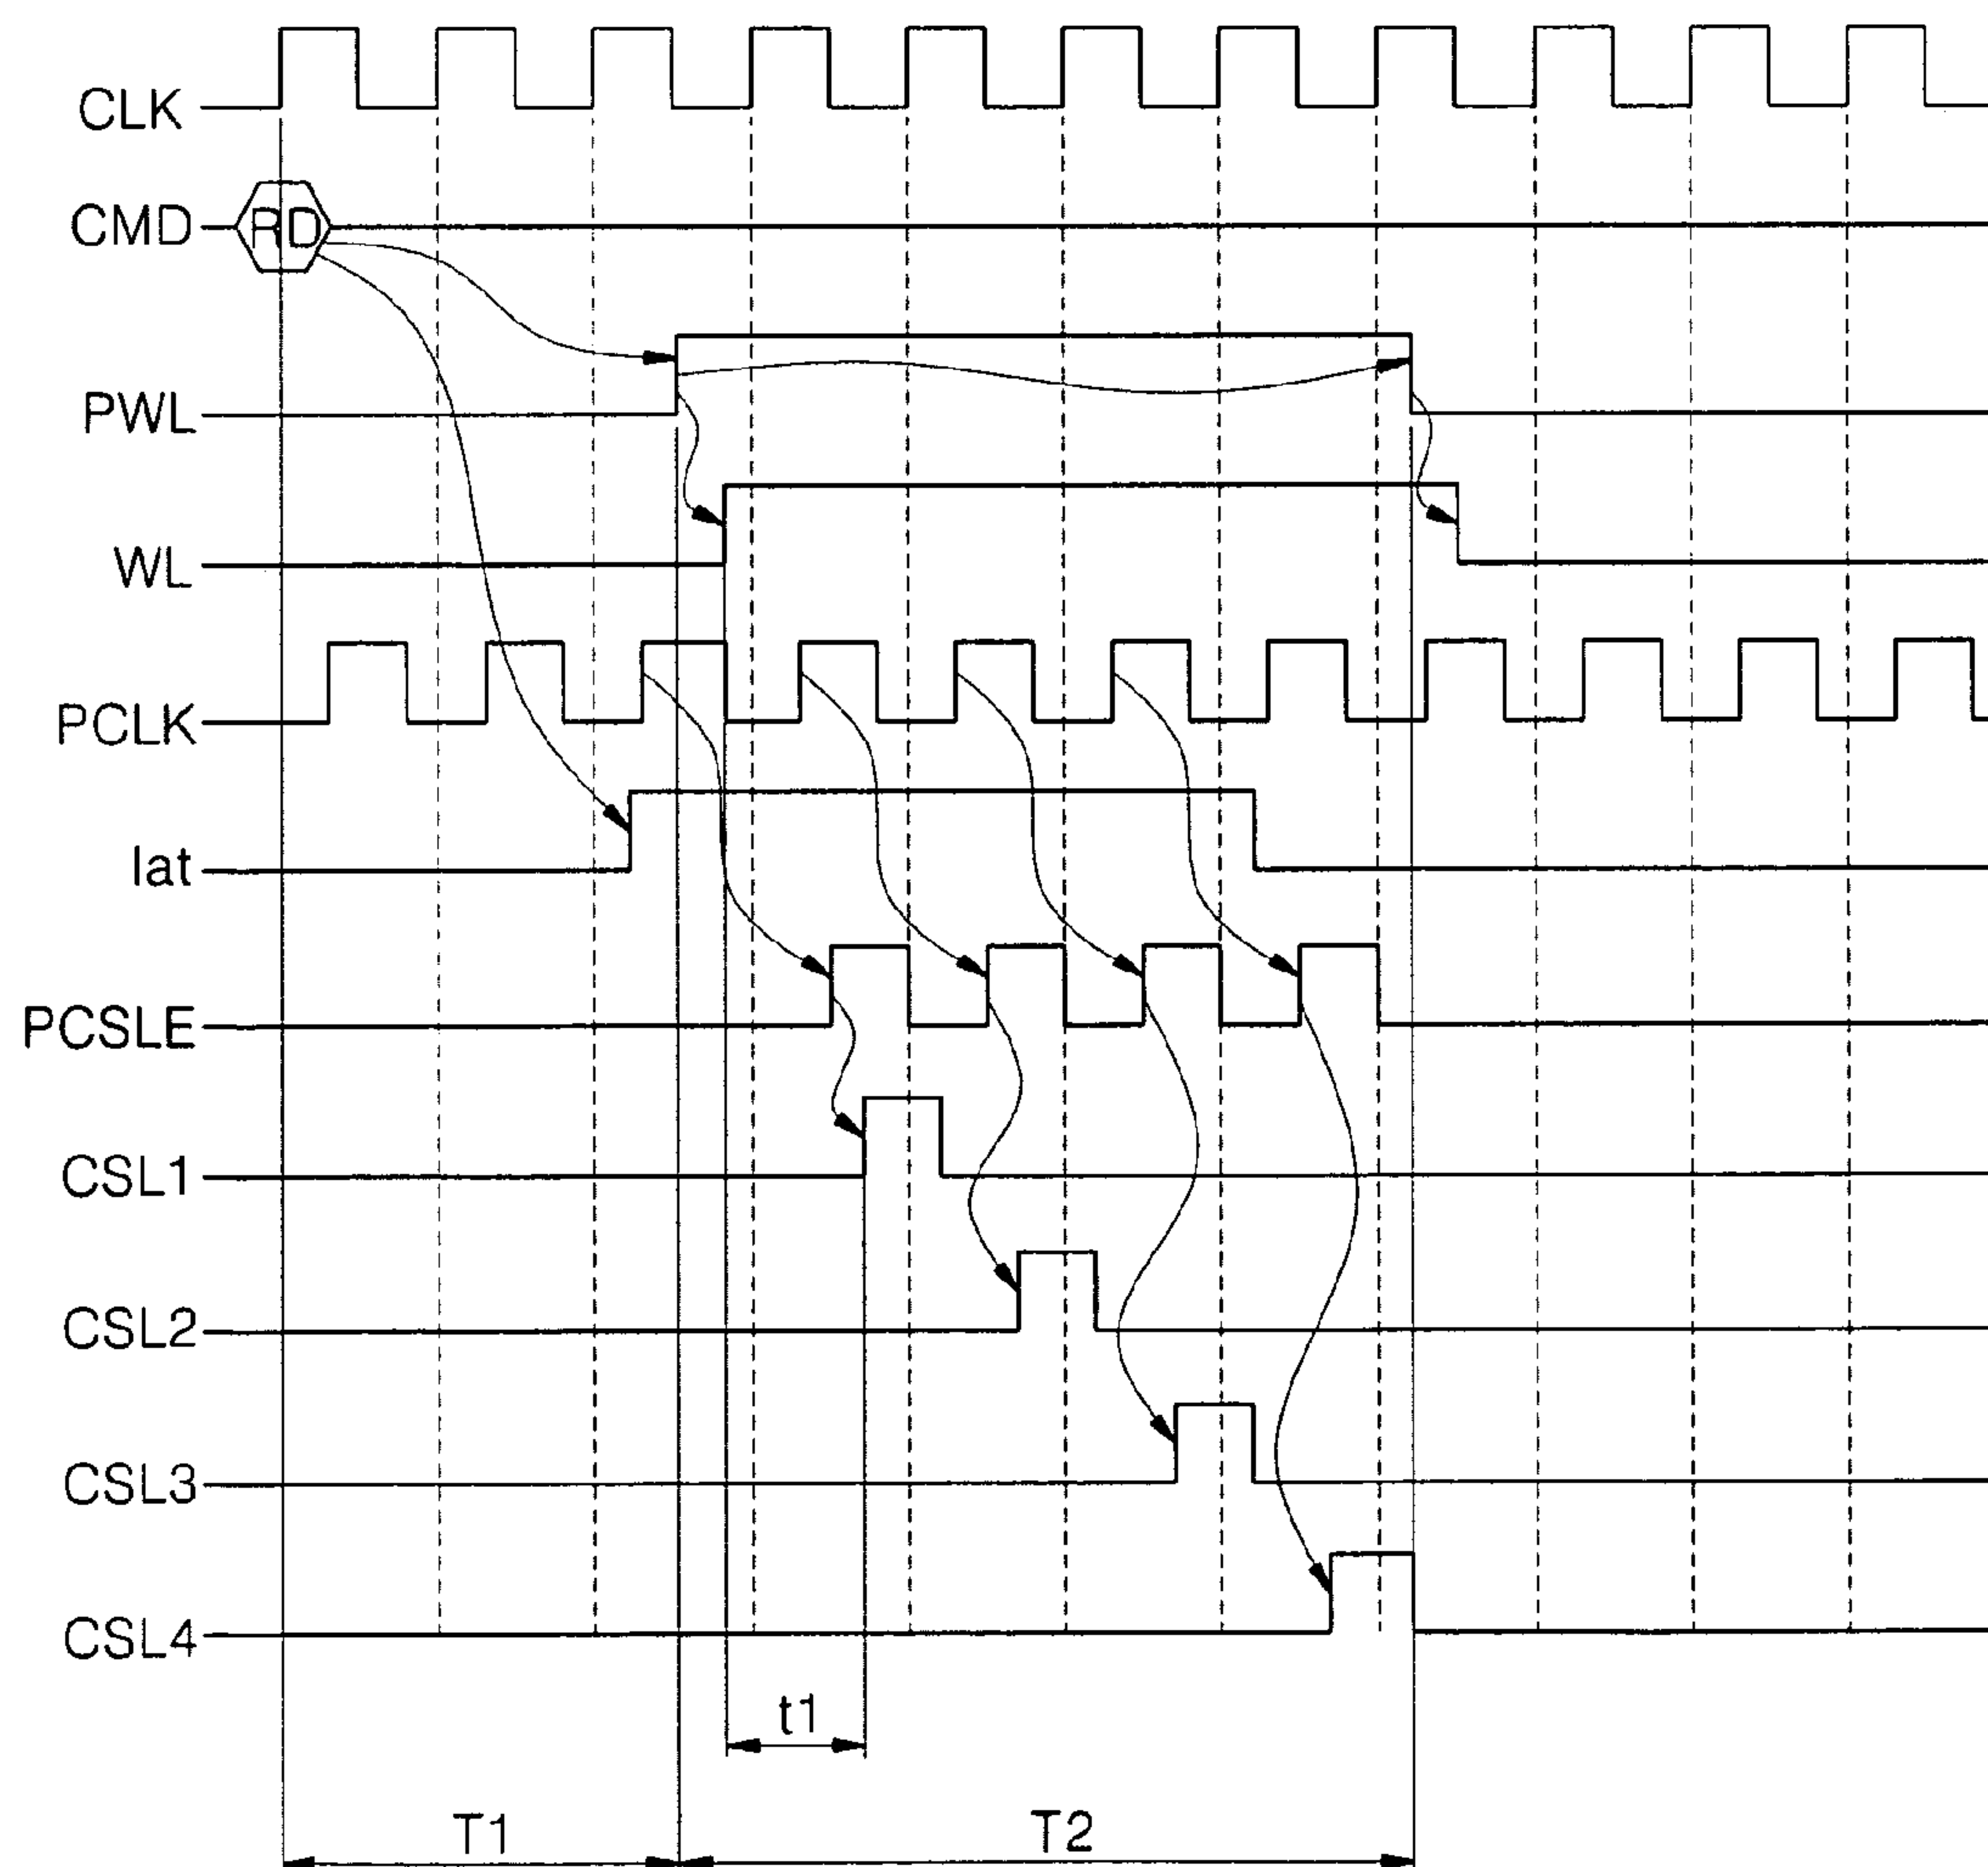 CLK
CMD
RD
PWL
WL
PCLK
lat
PCSLE
CSL1
CSL2
CSL3
CSL4
t1
T1
T2